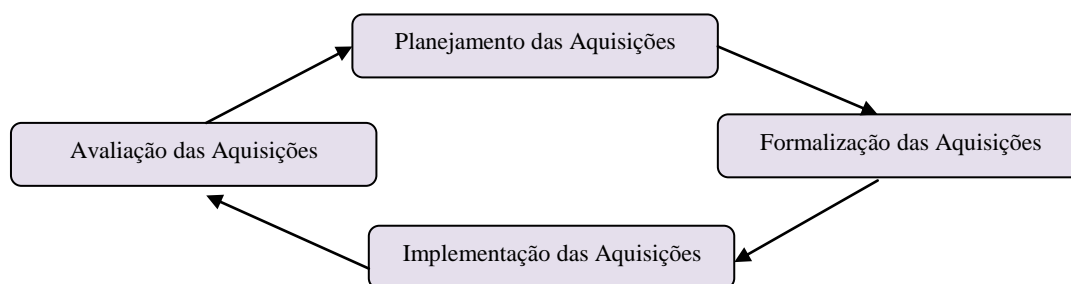 Planejamento das Aquisições
Formalização das Aquisições
Avaliação das Aquisições
Implementação das Aquisições